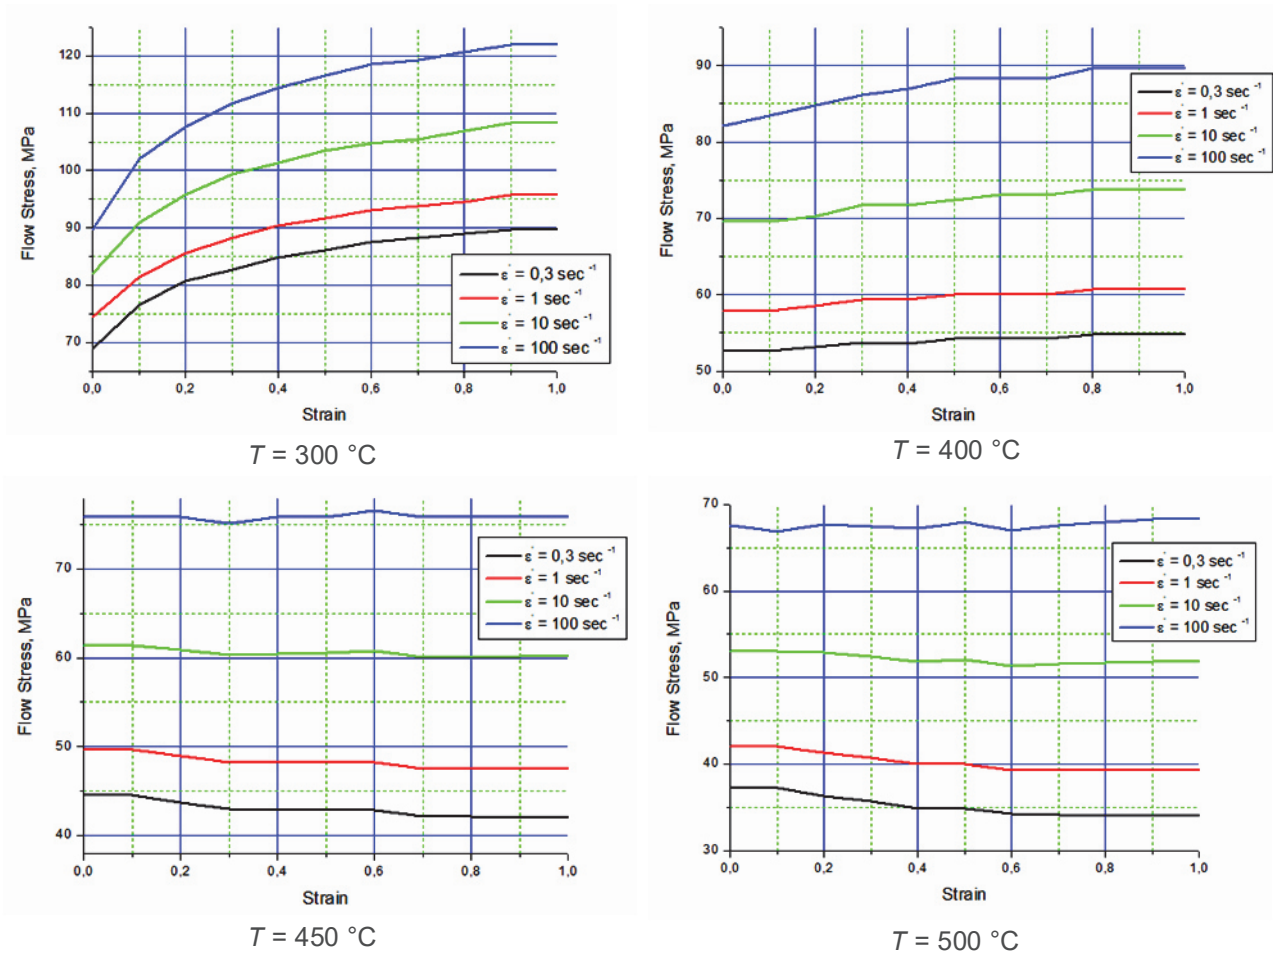 Flow Stress, MPa
120
110
100
90
80
70
ε˙ = 0,3 sec⁻¹
ε˙ = 1 sec⁻¹
ε˙ = 10 sec⁻¹
ε˙ = 100 sec⁻¹
0,0 0,2 0,4 0,6 0,8 1,0
Strain
T = 300 °C
Flow Stress, MPa
90
80
70
60
50
ε˙ = 0,3 sec⁻¹
ε˙ = 1 sec⁻¹
ε˙ = 10 sec⁻¹
ε˙ = 100 sec⁻¹
0,0 0,2 0,4 0,6 0,8 1,0
Strain
T = 400 °C
Flow Stress, MPa
70
60
50
40
ε˙ = 0,3 sec⁻¹
ε˙ = 1 sec⁻¹
ε˙ = 10 sec⁻¹
ε˙ = 100 sec⁻¹
0,0 0,2 0,4 0,6 0,8 1,0
Strain
T = 450 °C
Flow Stress, MPa
70
60
50
40
30
ε˙ = 0,3 sec⁻¹
ε˙ = 1 sec⁻¹
ε˙ = 10 sec⁻¹
ε˙ = 100 sec⁻¹
0,0 0,2 0,4 0,6 0,8 1,0
Strain
T = 500 °C